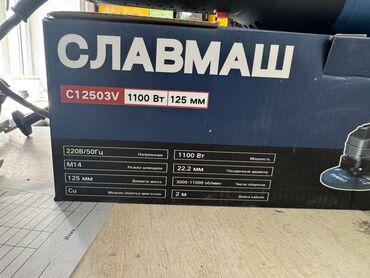 СЛАВМАШ
C12503V 1100 Вт 125 мм
220В/50Гц Напряжение 1100 Вт Мощность
M14 Резьба шпинделя 22.2 мм Посадочный диаметр
125 мм Диаметр диска 3000-11000 об/мин Число оборотов
Cu Медная обмотка двигателя 2 м Длина кабеля